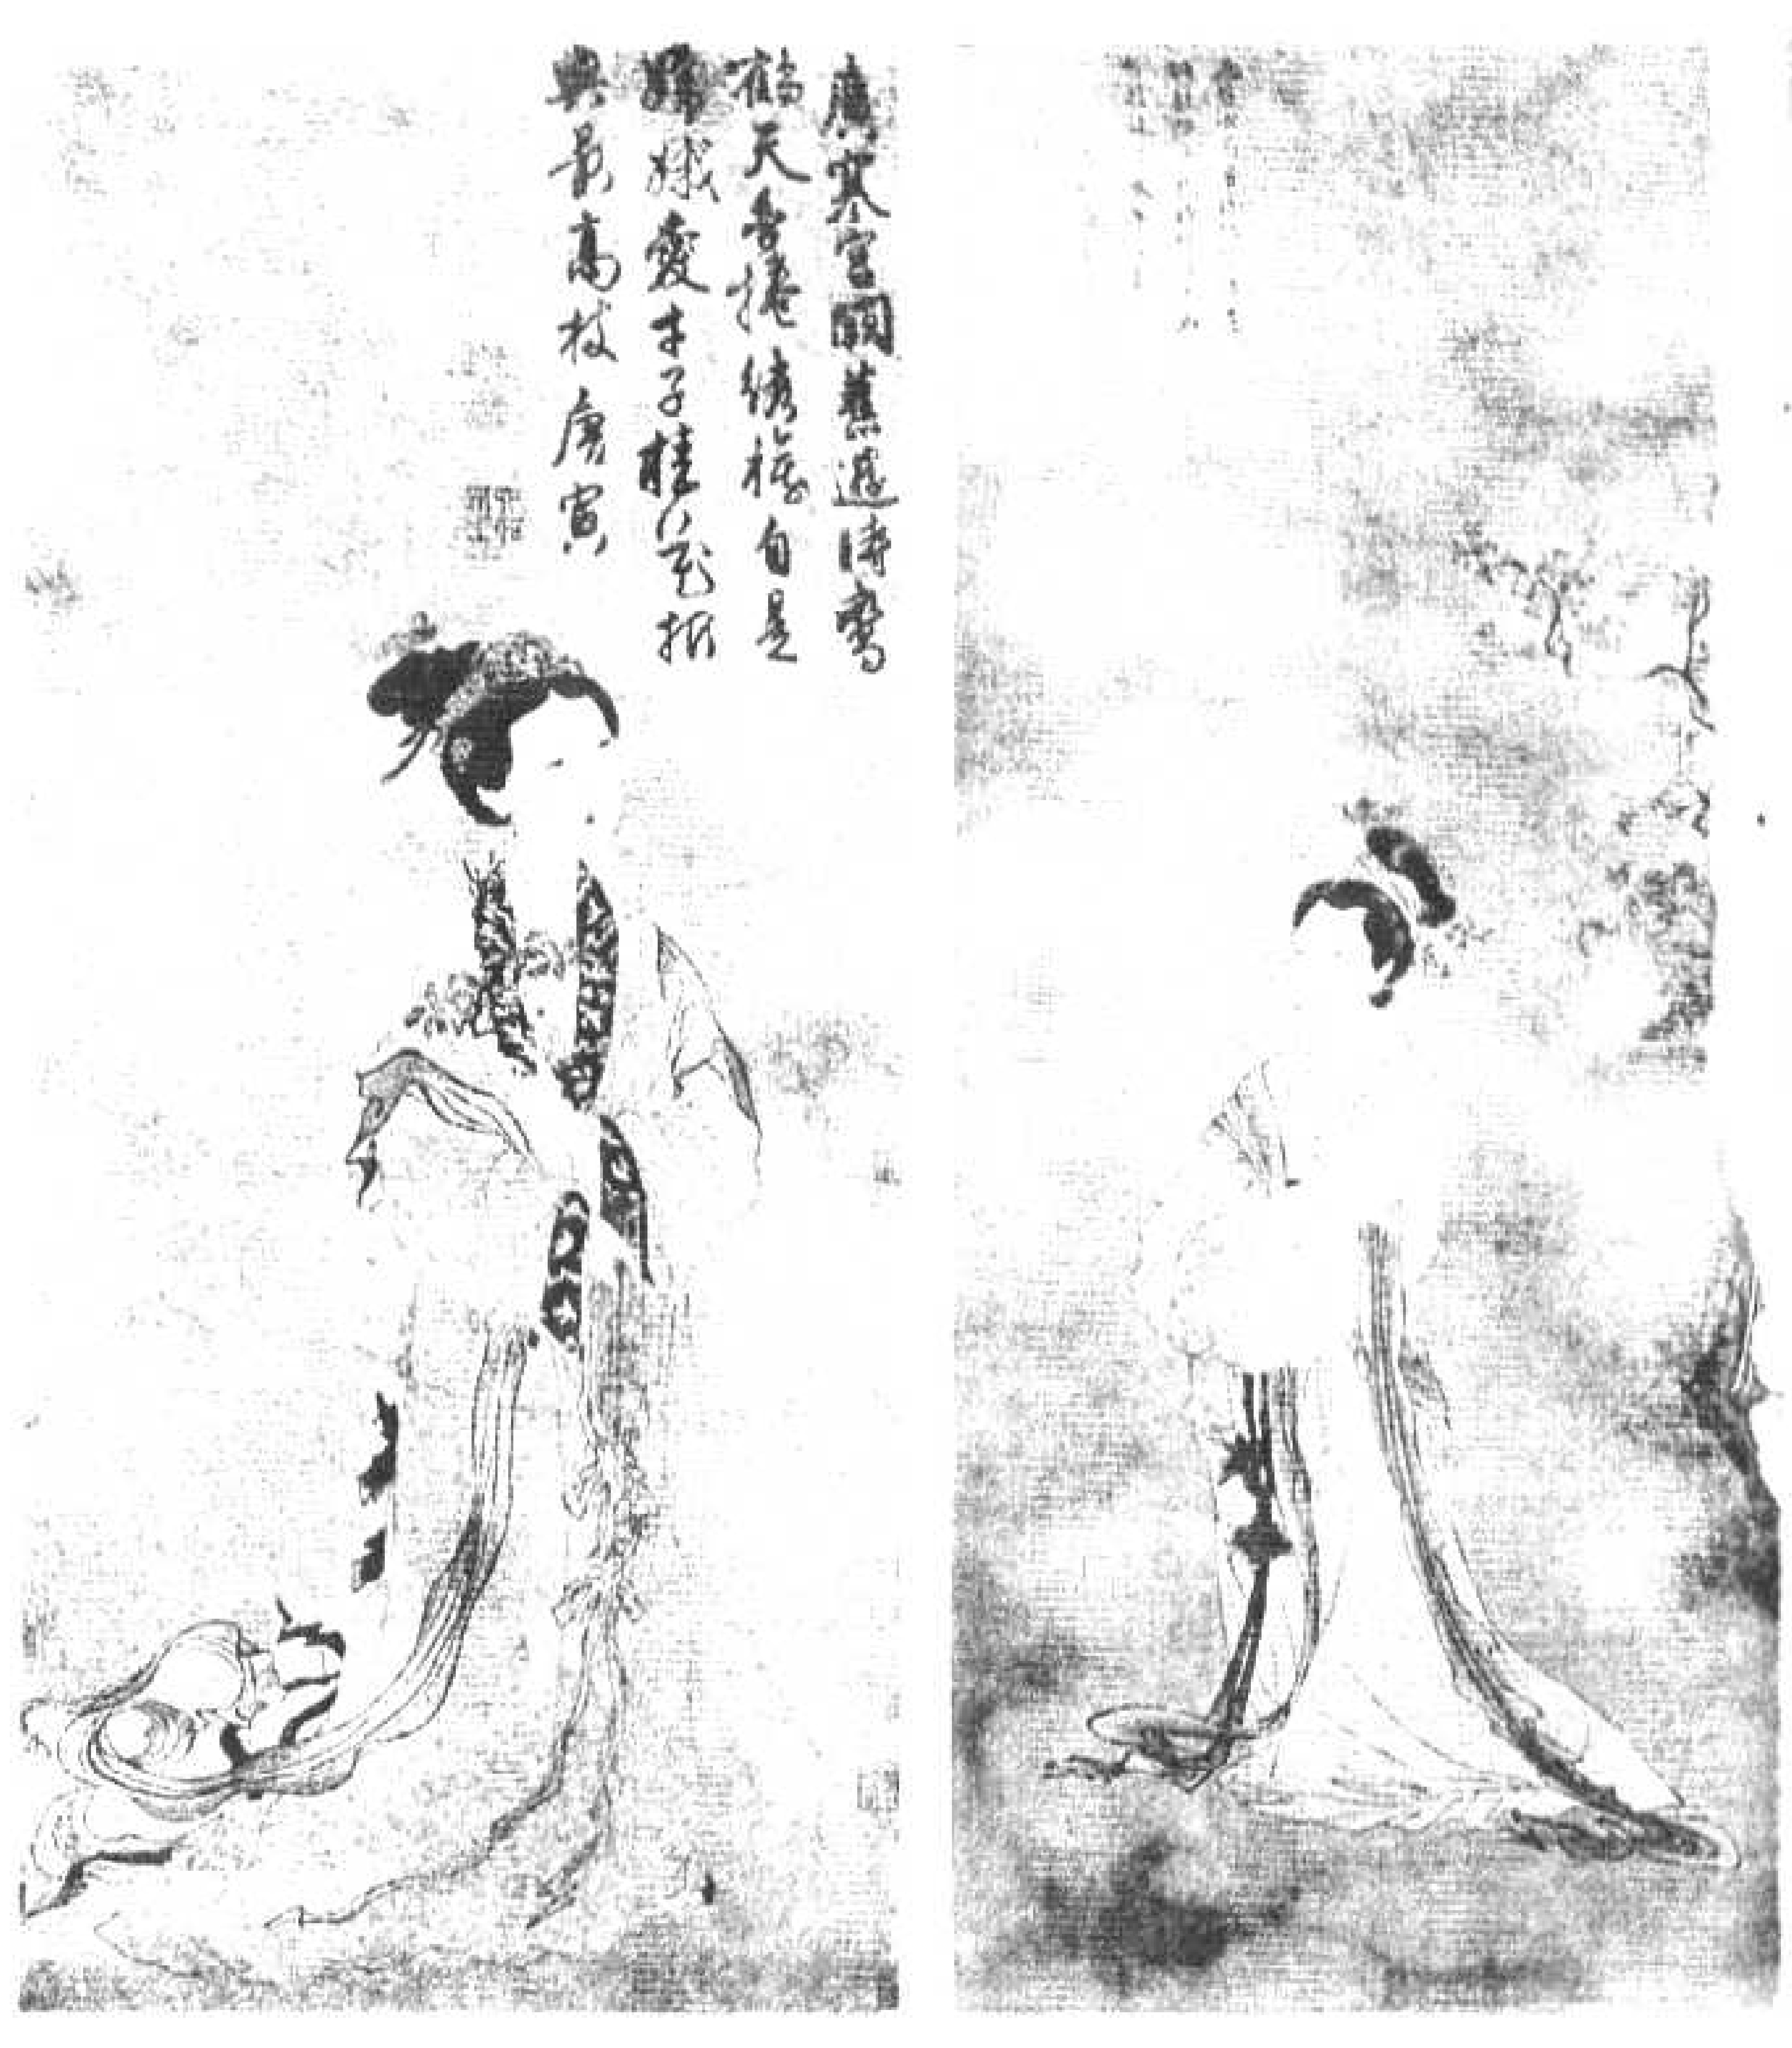 廣寒宮闕舊遊時鸞
鶴天香捲繡旗自是
嫦娥愛才子桂花折
與最高枝唐寅